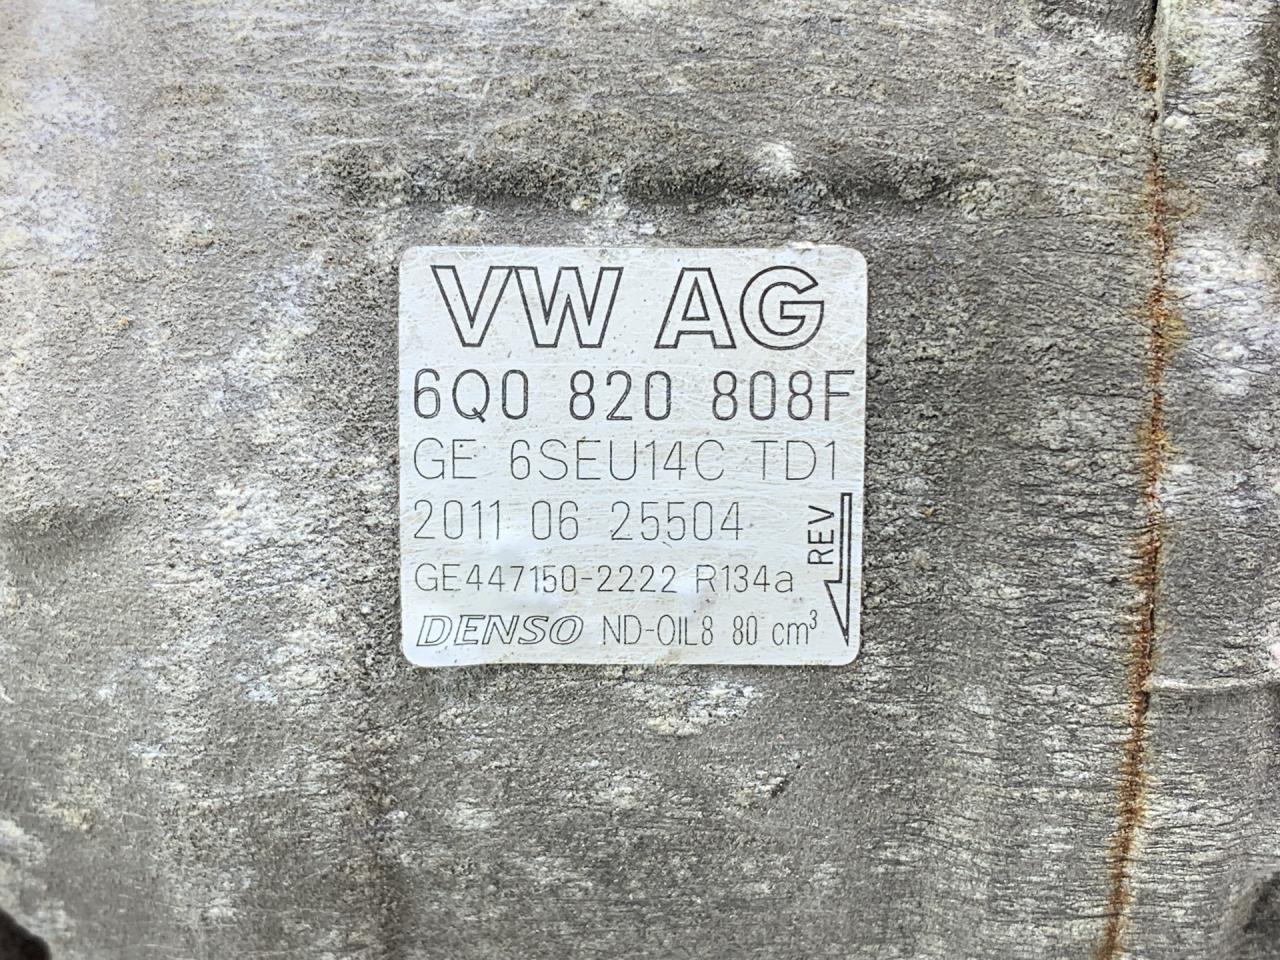 VW AG
6Q0 820 808F
GE 6SEU14C TD1
2011 06 25504
REV
GE447150-2222 R134a
DENSO ND-OIL8 80 cm³